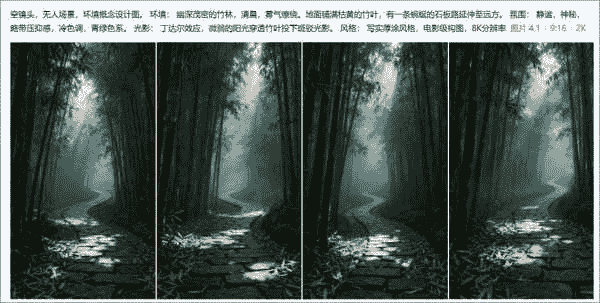 空镜头，无人场景，环境概念设计图。 环境： 幽深茂密的竹林，清晨，雾气缭绕。地面铺满枯黄的竹叶，有一条蜿蜒的石板路延伸至远方。 氛围： 静谧，神秘，
略带压抑感，冷色调，青绿色系。 光影： 丁达尔效应，微弱的阳光穿透竹叶投下斑驳光影。 风格： 写实厚涂风格，电影级构图，8K分辨率 图片 4.1 | 9:16 | 2K